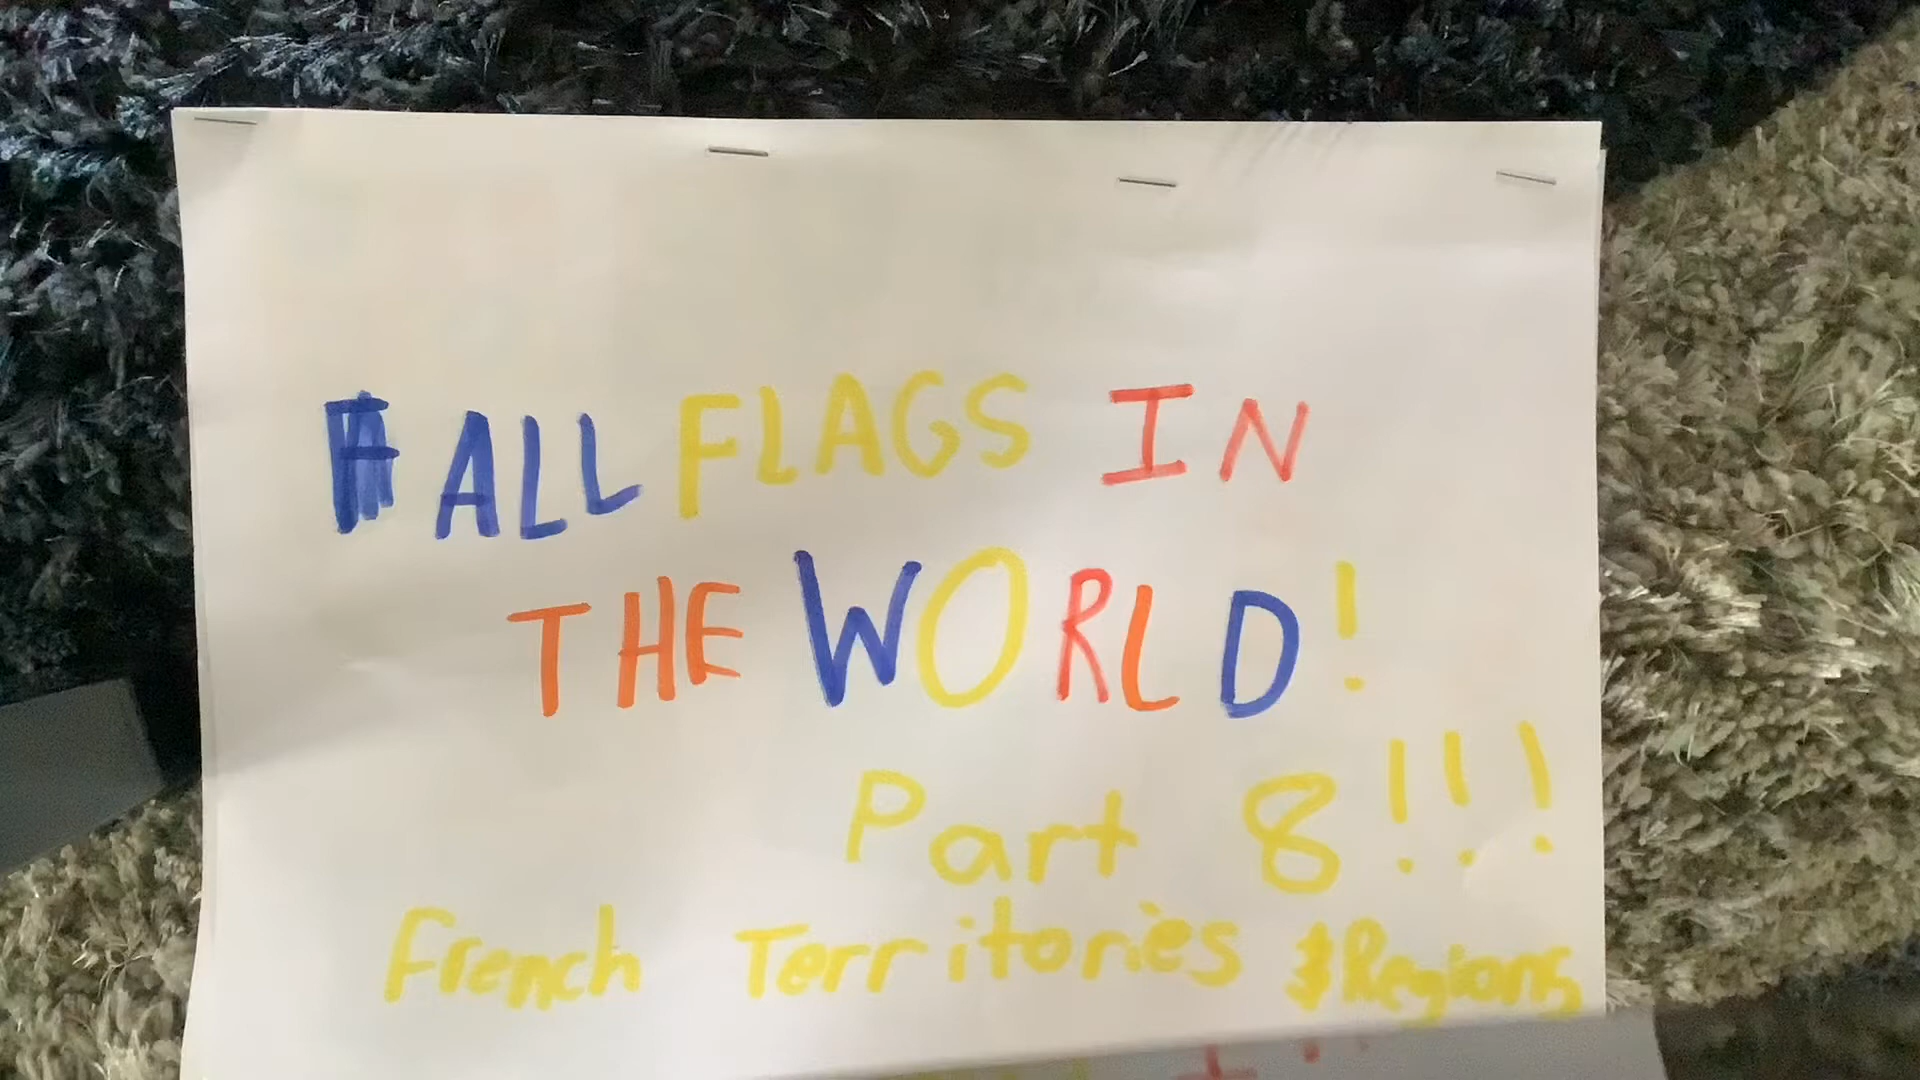 ALL FLAGS IN
THE WORLD!
Part 8!!!
French Territories & Regions